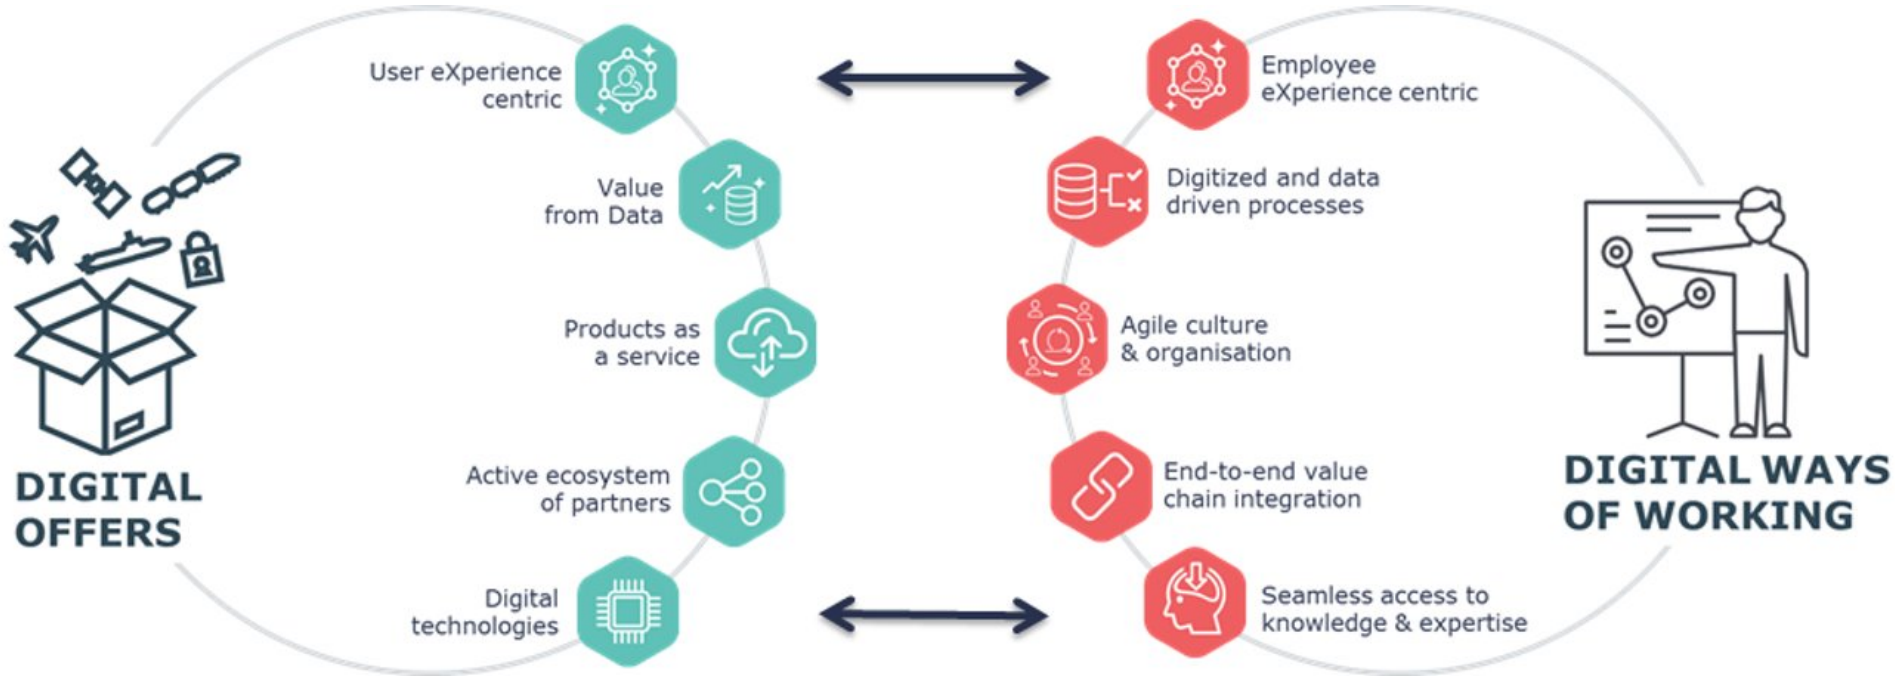 User eXperience
centric
Value
from Data
Products as
a service
Active ecosystem
of partners
Digital
technologies
DIGITAL
OFFERS
Employee
eXperience centric
Digitized and data
driven processes
Agile culture
& organisation
End-to-end value
chain integration
Seamless access to
knowledge & expertise
DIGITAL WAYS
OF WORKING